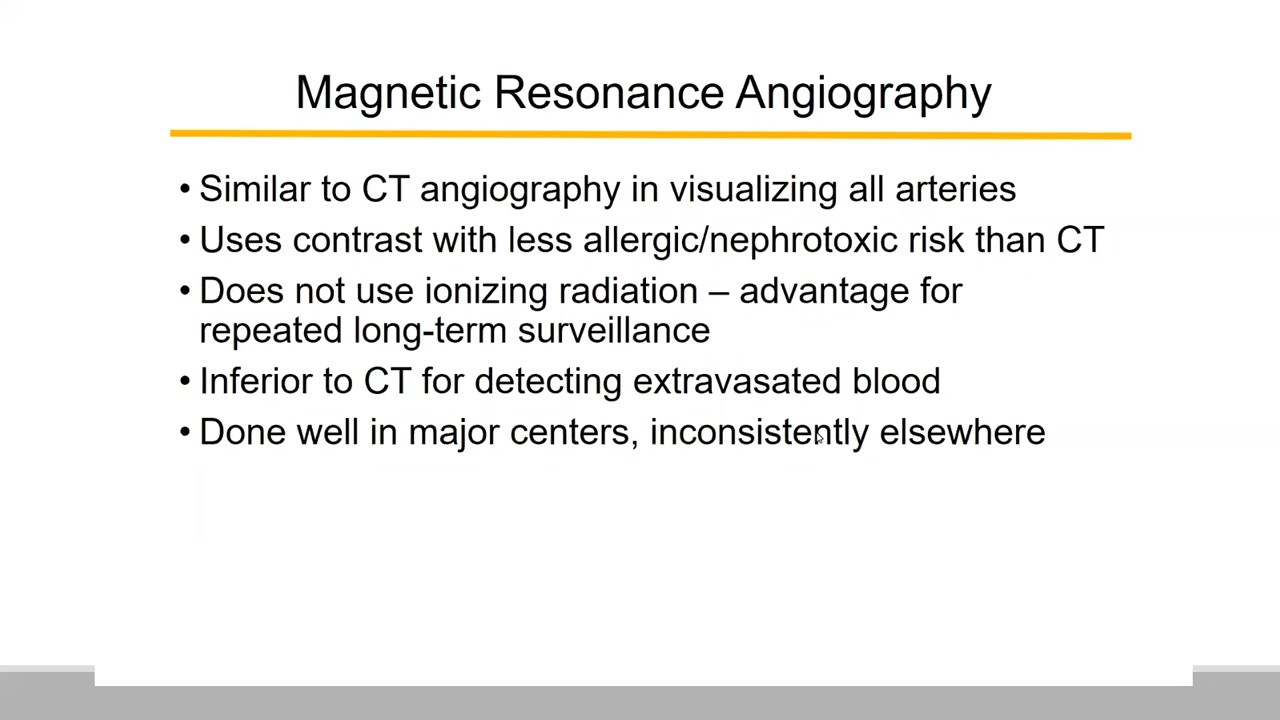 Magnetic Resonance Angiography
• Similar to CT angiography in visualizing all arteries
• Uses contrast with less allergic/nephrotoxic risk than CT
• Does not use ionizing radiation – advantage for
repeated long-term surveillance
• Inferior to CT for detecting extravasated blood
• Done well in major centers, inconsistently elsewhere